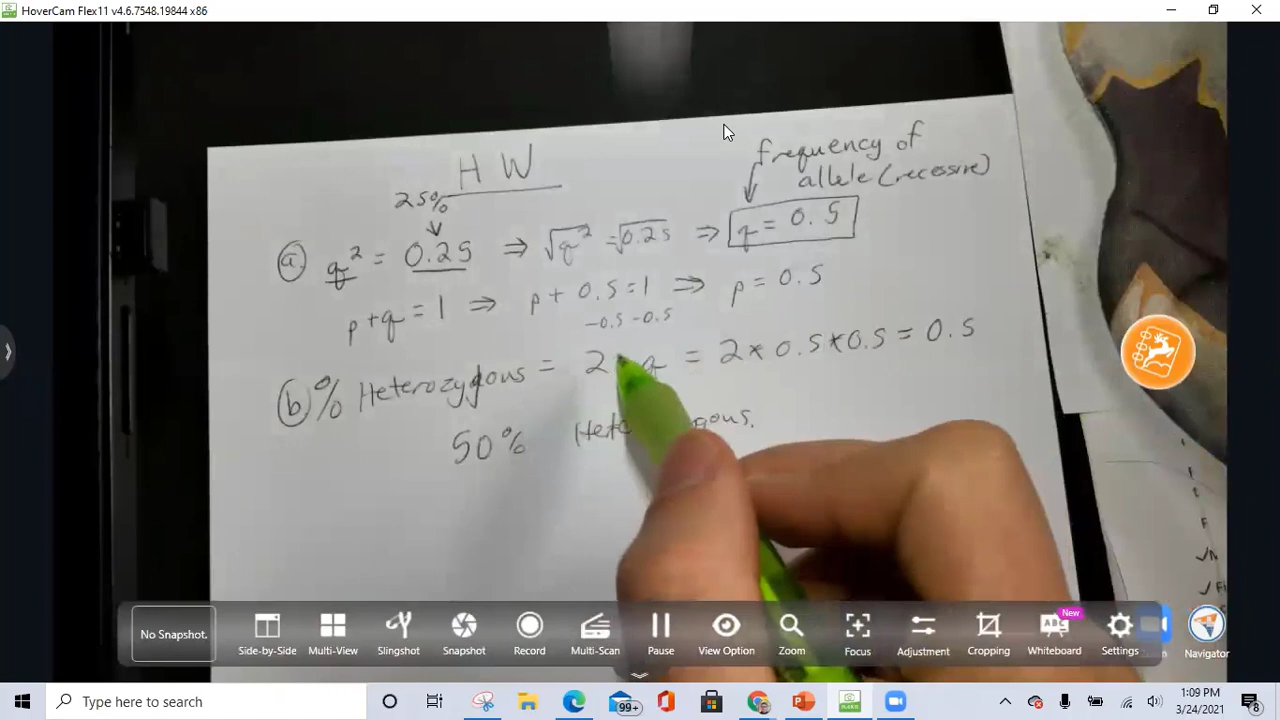 HoverCam Flex11 v4.6.7548.19844 x86
H W
frequency of
allele (recessive)
25%
ⓐ q² = 0.25 ⇒ √q² = √0.25 ⇒ q = 0.5
p+q = 1 ⇒ p + 0.5 = 1 ⇒ p = 0.5
-0.5 -0.5
ⓑ % Heterozygous = 2 q = 2 * 0.5 * 0.5 = 0.5
50%
No Snapshot.
Side-by-Side
Multi-View
Slingshot
Snapshot
Record
Multi-Scan
Pause
View Option
Zoom
Focus
Adjustment
Cropping
New
Whiteboard
Settings
Navigator
Type here to search
99+
1:09 PM
3/24/2021
8